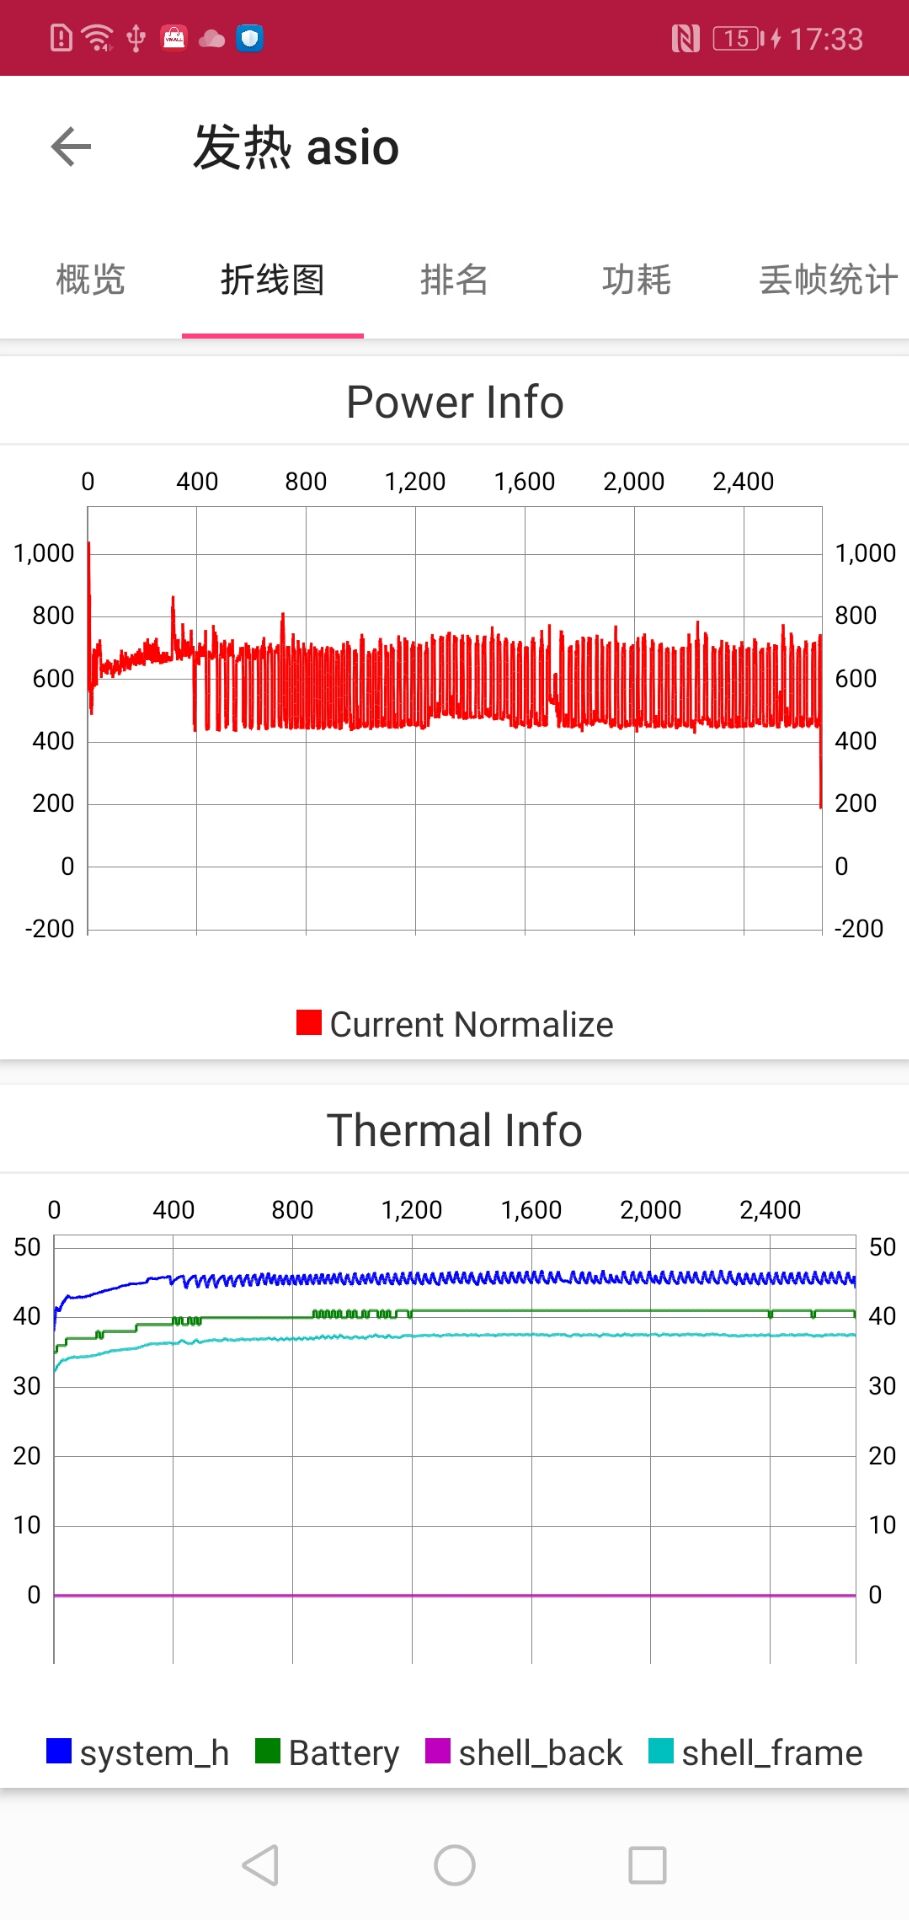 15 17:33
发热 asio
概览 折线图 排名 功耗 丢帧统计
Power Info
0 400 800 1,200 1,600 2,000 2,400
1,000 1,000
800 800
600 600
400 400
200 200
0 0
-200 -200
Current Normalize
Thermal Info
0 400 800 1,200 1,600 2,000 2,400
50 50
40 40
30 30
20 20
10 10
0 0
system_h Battery shell_back shell_frame